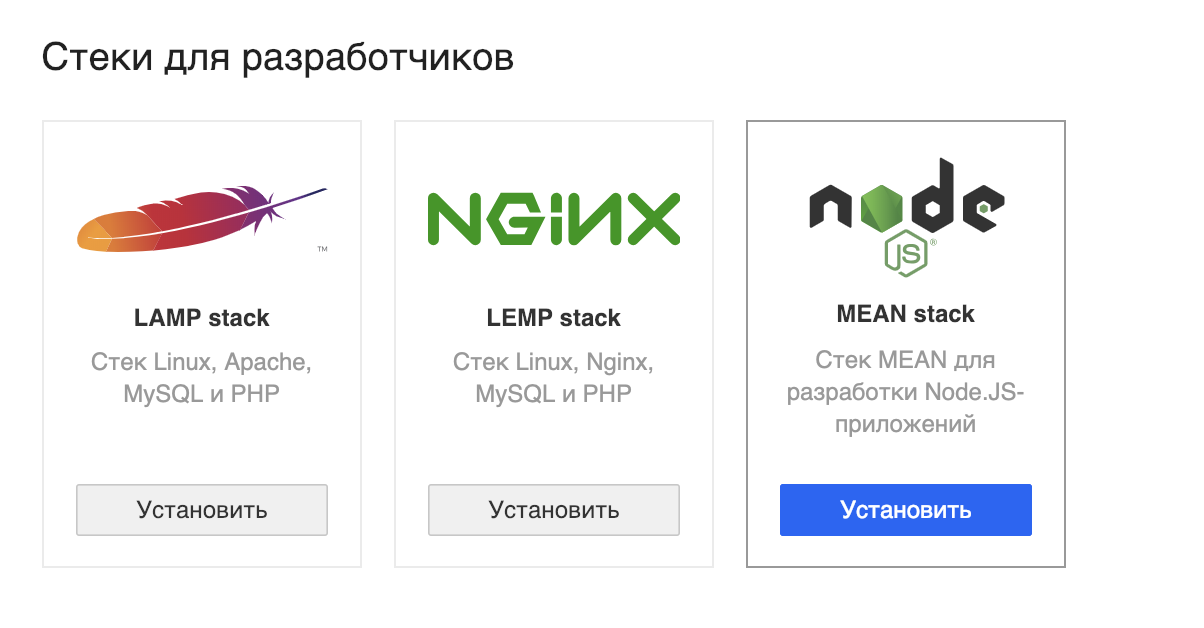 Стеки для разработчиков
™
LAMP stack
Стек Linux, Apache,
MySQL и PHP
Установить
NGiNX
LEMP stack
Стек Linux, Nginx,
MySQL и PHP
Установить
node
JS®
MEAN stack
Стек MEAN для
разработки Node.JS-
приложений
Установить